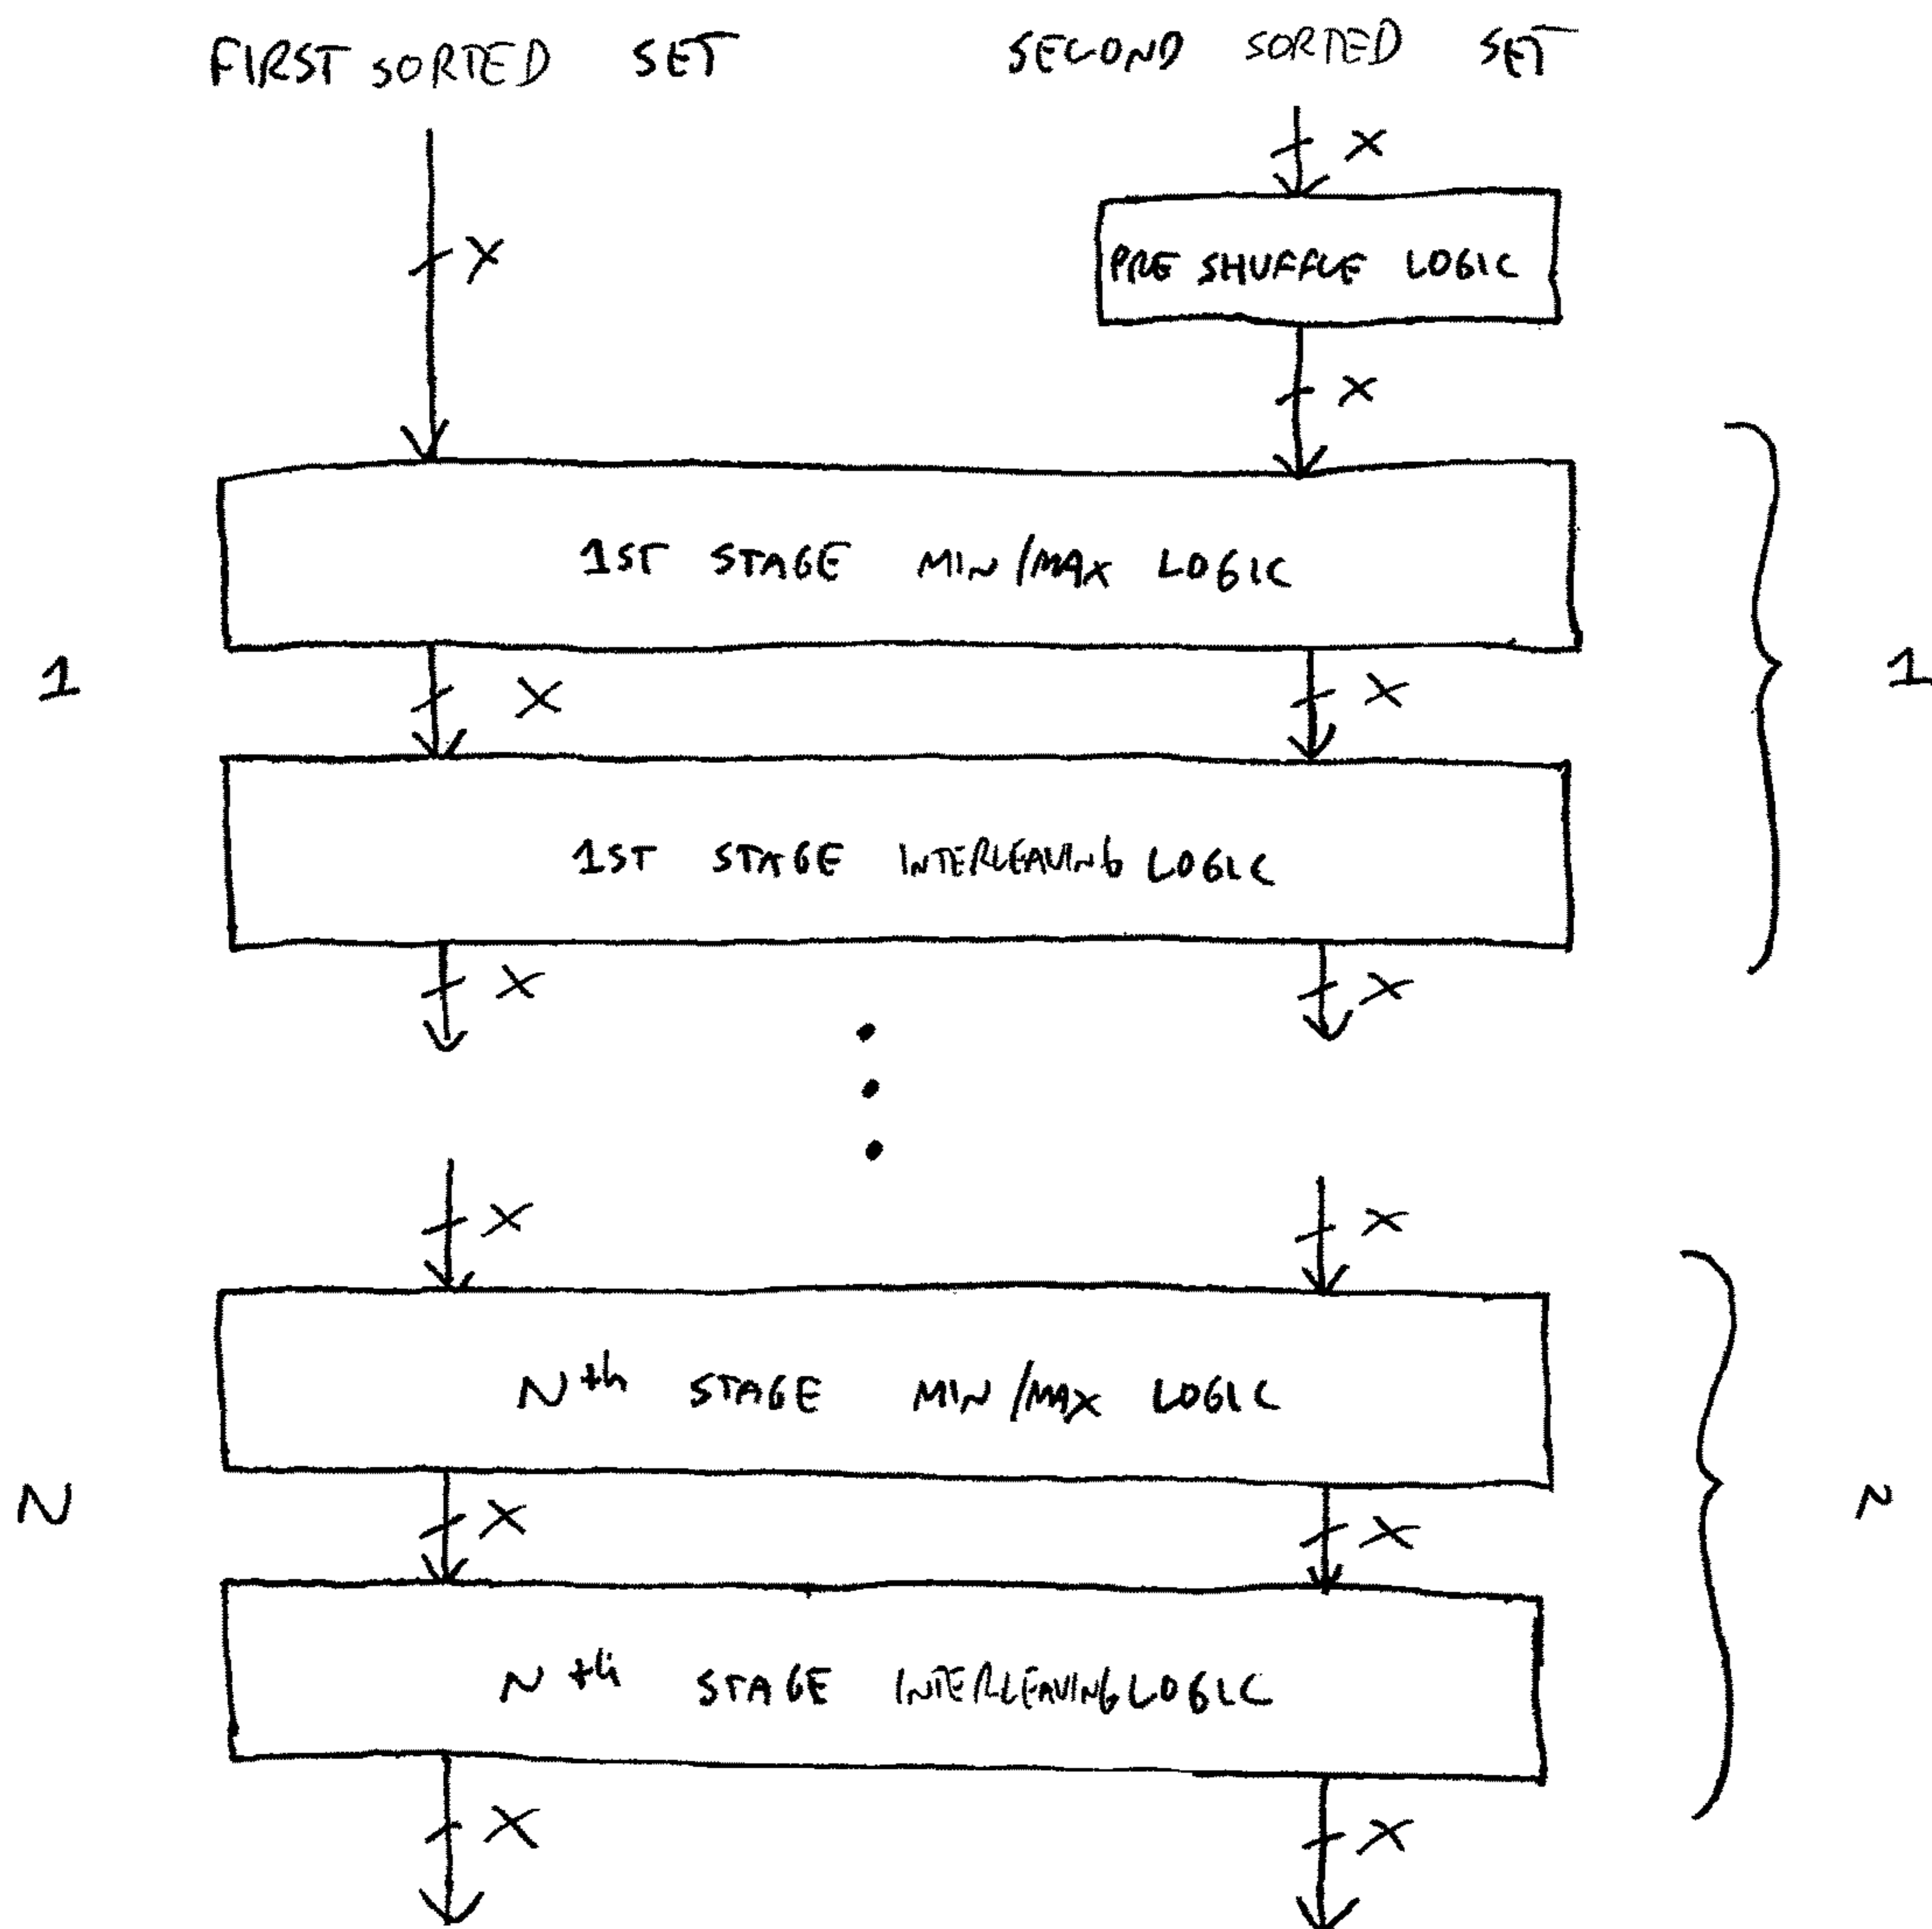 FIRST SORTED SET SECOND SORTED SET
X
PRE SHUFFLE LOGIC
X
X
1ST STAGE MIN/MAX LOGIC
1 X X 1
1ST STAGE INTERLEAVING LOGIC
X X
X X
Nth STAGE MIN/MAX LOGIC
N X X N
Nth STAGE INTERLEAVING LOGIC
X X